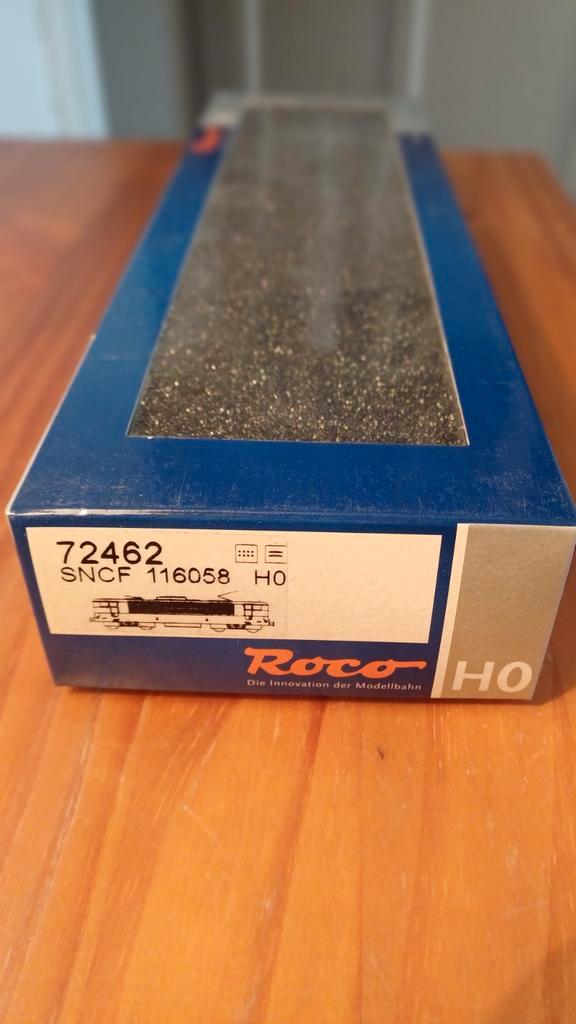 72462
SNCF 116058 H0
Roco
Die Innovation der Modellbahn
H0